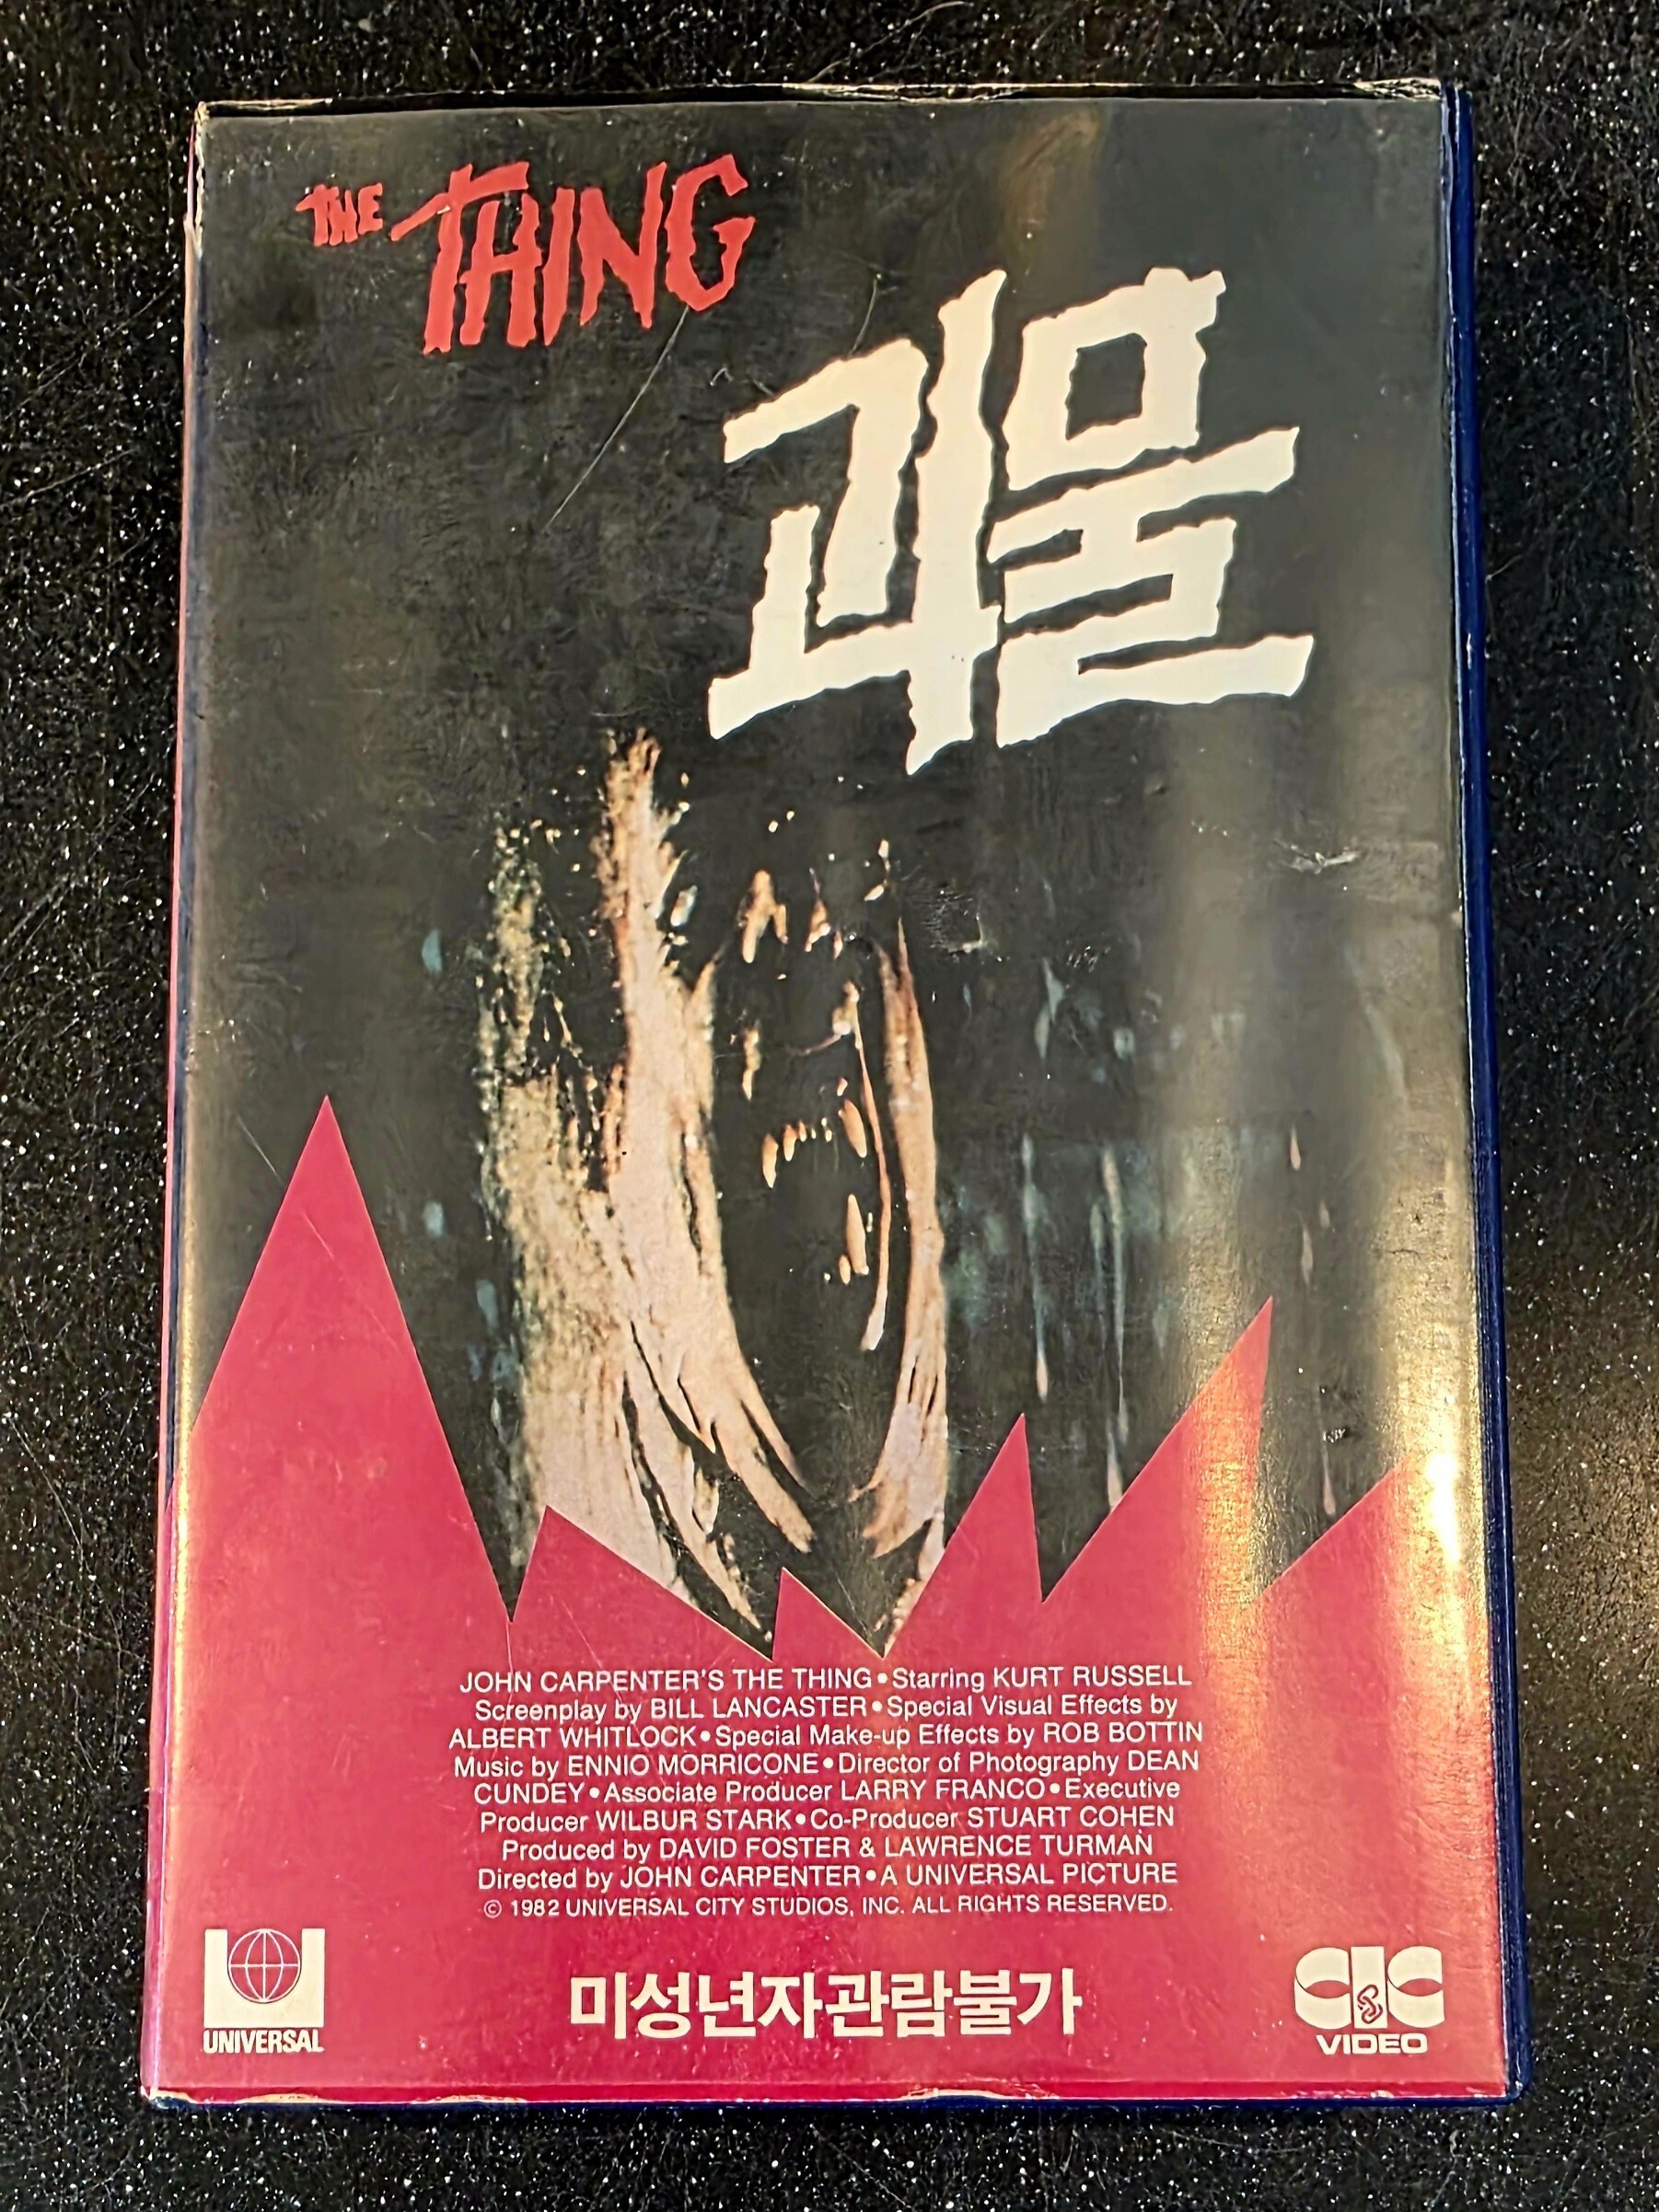 THE THING
괴물
JOHN CARPENTER'S THE THING•Starring KURT RUSSELL
Screenplay by BILL LANCASTER•Special Visual Effects by
ALBERT WHITLOCK•Special Make-up Effects by ROB BOTTIN
Music by ENNIO MORRICONE•Director of Photography DEAN
CUNDEY•Associate Producer LARRY FRANCO•Executive
Producer WILBUR STARK•Co-Producer STUART COHEN
Produced by DAVID FOSTER & LAWRENCE TURMAN
Directed by JOHN CARPENTER•A UNIVERSAL PICTURE
© 1982 UNIVERSAL CITY STUDIOS, INC. ALL RIGHTS RESERVED.
UNIVERSAL
미성년자관람불가
CIC
VIDEO